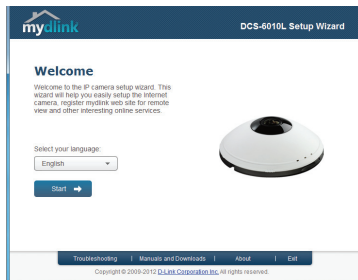 mydlink
DCS-6010L Setup Wizard
Welcome
Welcome to the IP camera setup wizard. This
wizard will help you easily setup the Internet
camera, register mydlink web site for remote
view and other interesting online services.
Select your language:
English
Start
Troubleshooting | Manuals and Downloads | About | Exit
Copyright © 2009-2012 D-Link Corporation Inc. All rights reserved.